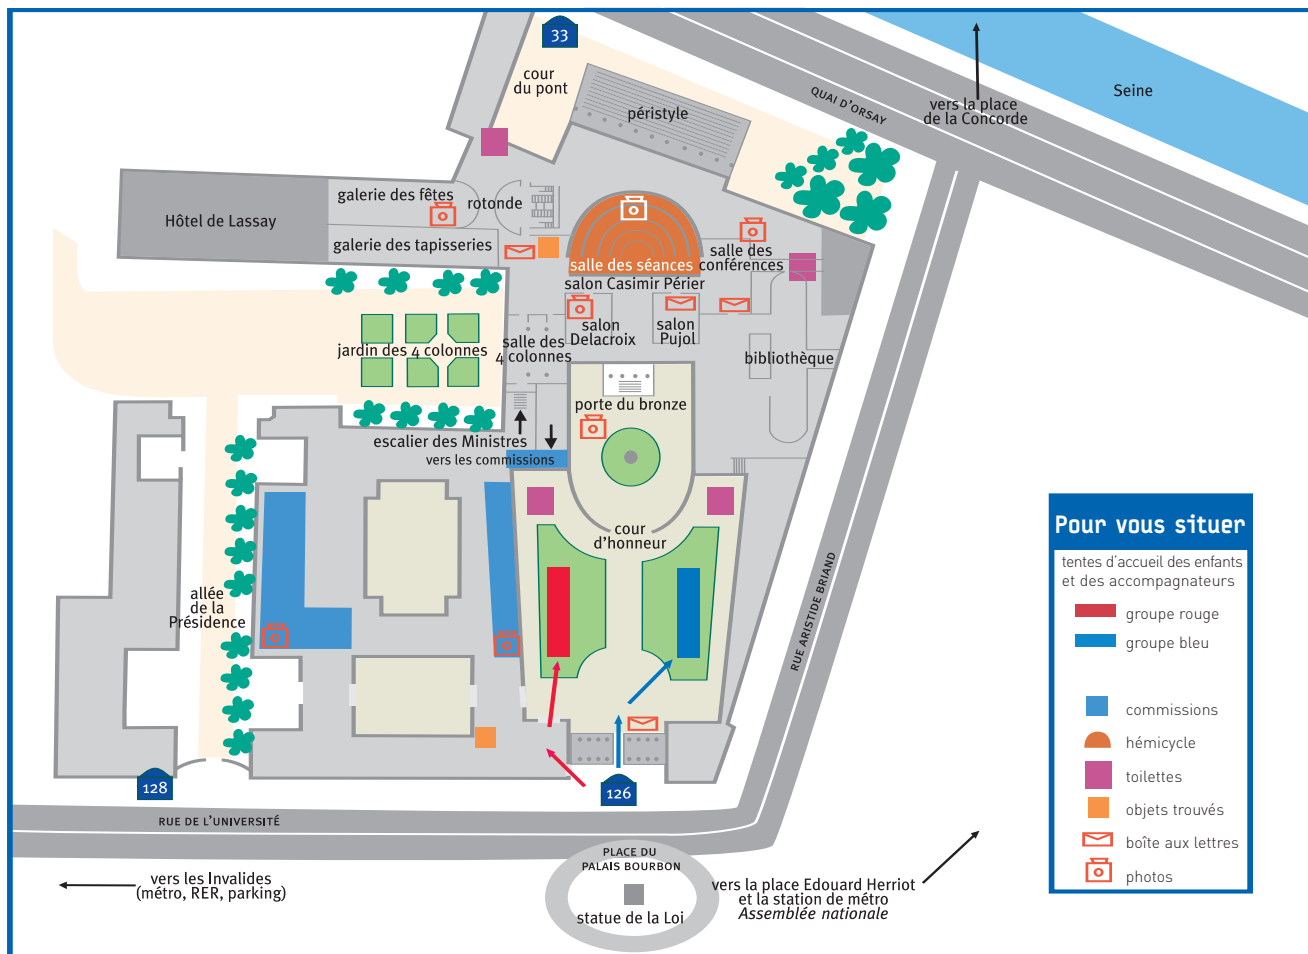 33
cour
du pont
péristyle
QUAI D'ORSAY
vers la place
de la Concorde
Seine
Hôtel de Lassay
galerie des fêtes
rotonde
galerie des tapisseries
salle des séances
salle des
conférences
salon Casimir Périer
salon
Delacroix
salon
Pujol
jardin des 4 colonnes
salle des
4 colonnes
bibliothèque
porte du bronze
escalier des Ministres
vers les commissions
cour
d'honneur
allée
de la
Présidence
RUE ARISTIDE BRIAND
128
126
RUE DE L'UNIVERSITÉ
PLACE DU
PALAIS BOURBON
statue de la Loi
vers les Invalides
(métro, RER, parking)
vers la place Edouard Herriot
et la station de métro
Assemblée nationale
Pour vous situer
tentes d'accueil des enfants
et des accompagnateurs
groupe rouge
groupe bleu
commissions
hémicycle
toilettes
objets trouvés
boîte aux lettres
photos